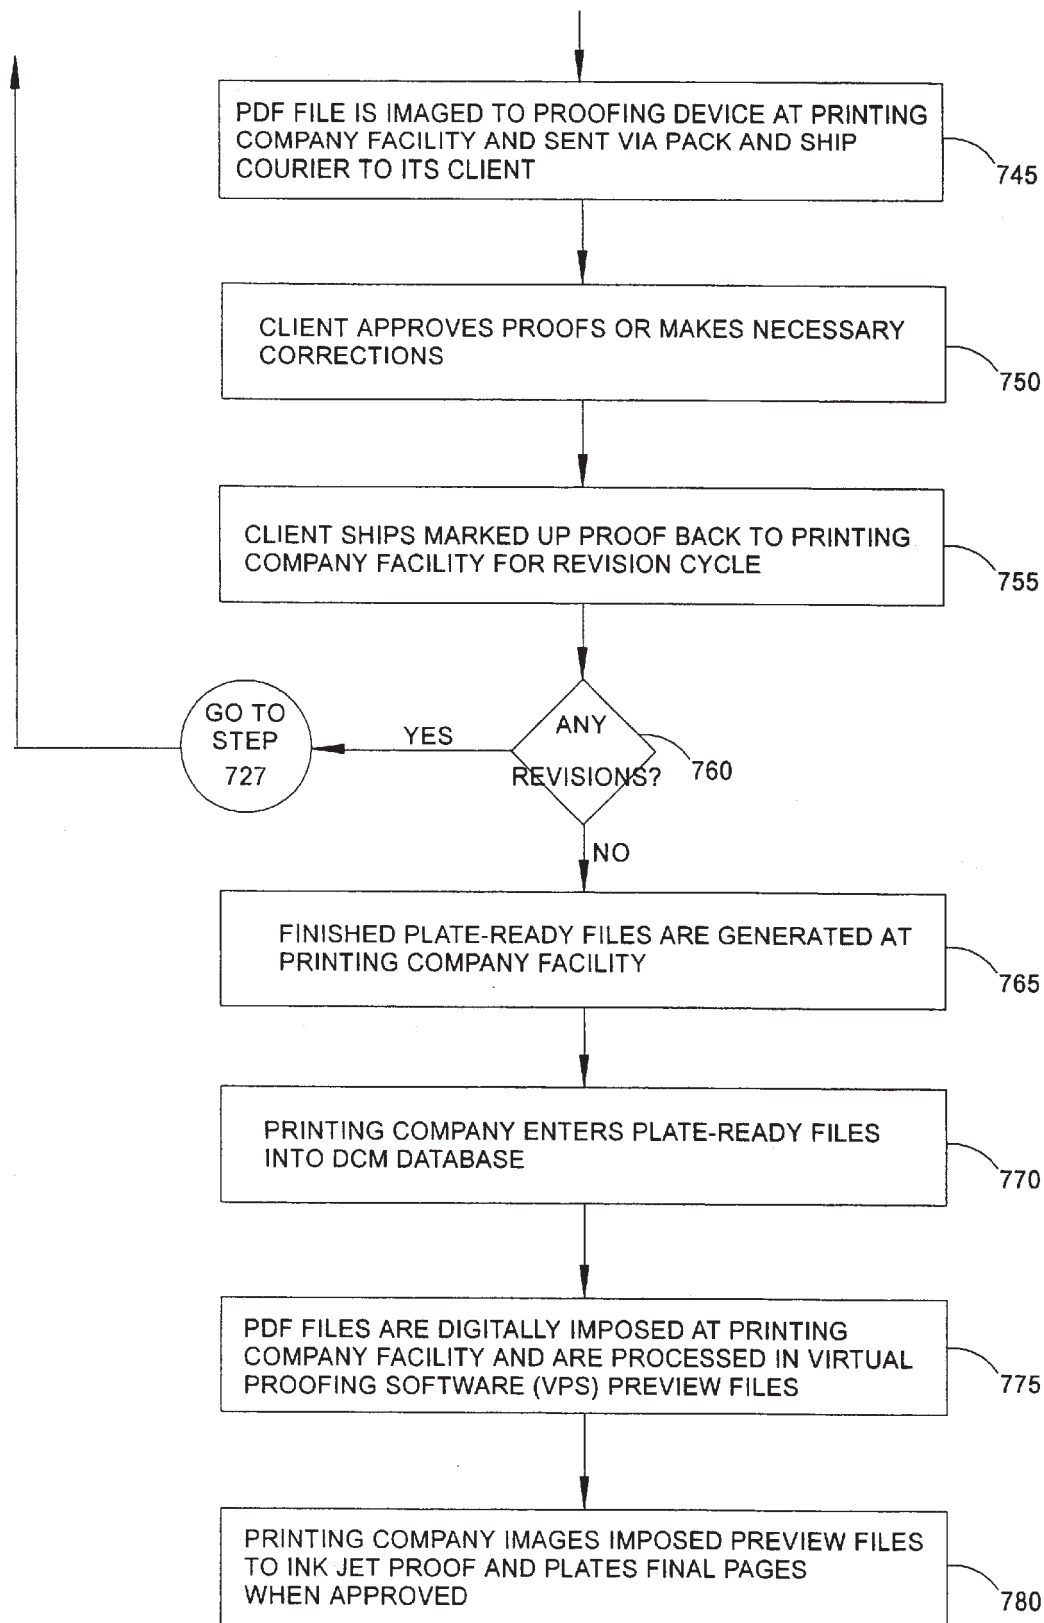 PDF FILE IS IMAGED TO PROOFING DEVICE AT PRINTING
COMPANY FACILITY AND SENT VIA PACK AND SHIP
COURIER TO ITS CLIENT
745
CLIENT APPROVES PROOFS OR MAKES NECESSARY
CORRECTIONS
750
CLIENT SHIPS MARKED UP PROOF BACK TO PRINTING
COMPANY FACILITY FOR REVISION CYCLE
755
GO TO
STEP
727
YES
ANY
REVISIONS?
760
NO
FINISHED PLATE-READY FILES ARE GENERATED AT
PRINTING COMPANY FACILITY
765
PRINTING COMPANY ENTERS PLATE-READY FILES
INTO DCM DATABASE
770
PDF FILES ARE DIGITALLY IMPOSED AT PRINTING
COMPANY FACILITY AND ARE PROCESSED IN VIRTUAL
PROOFING SOFTWARE (VPS) PREVIEW FILES
775
PRINTING COMPANY IMAGES IMPOSED PREVIEW FILES
TO INK JET PROOF AND PLATES FINAL PAGES
WHEN APPROVED
780